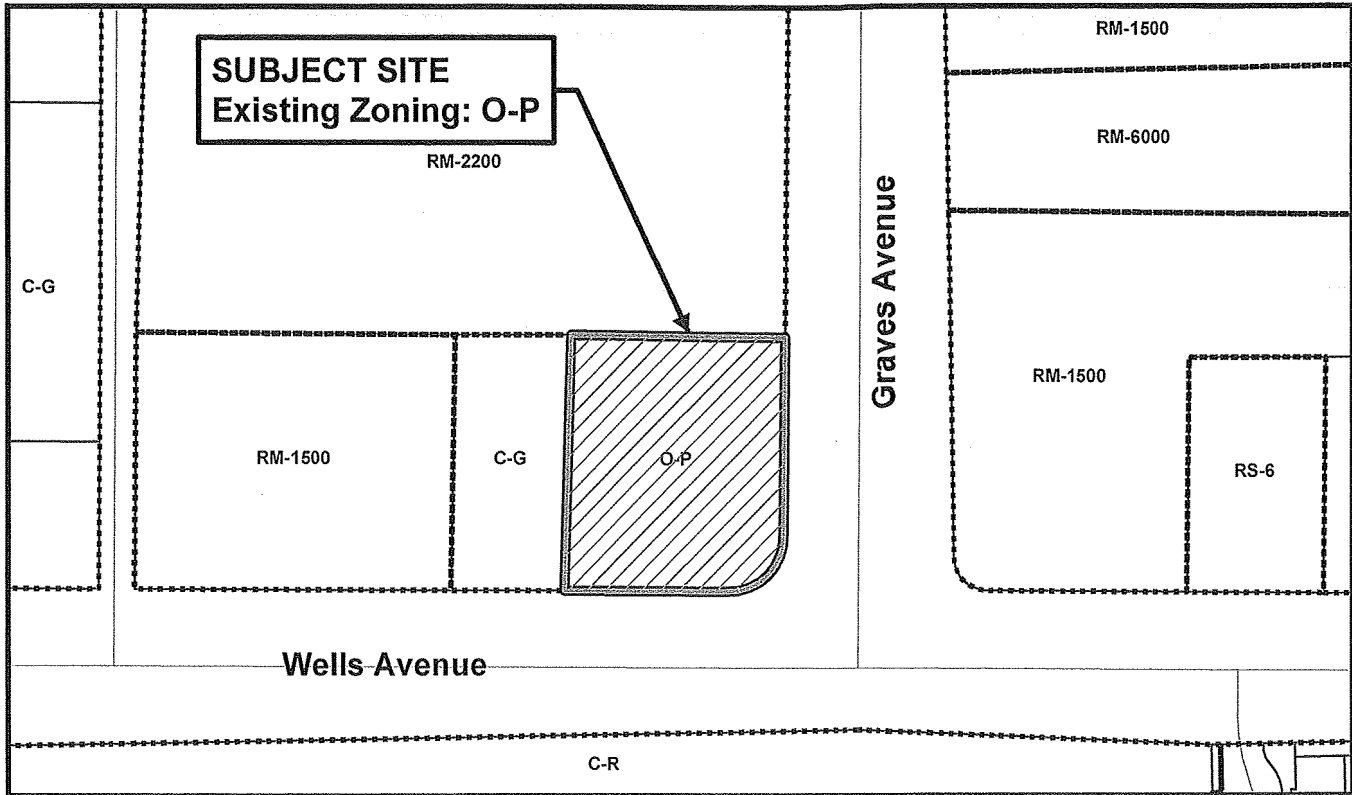 RM-1500
SUBJECT SITE
Existing Zoning: O-P
RM-6000
RM-2200
Graves Avenue
C-G
RM-1500
RM-1500
C-G
O-P
RS-6
Wells Avenue
C-R